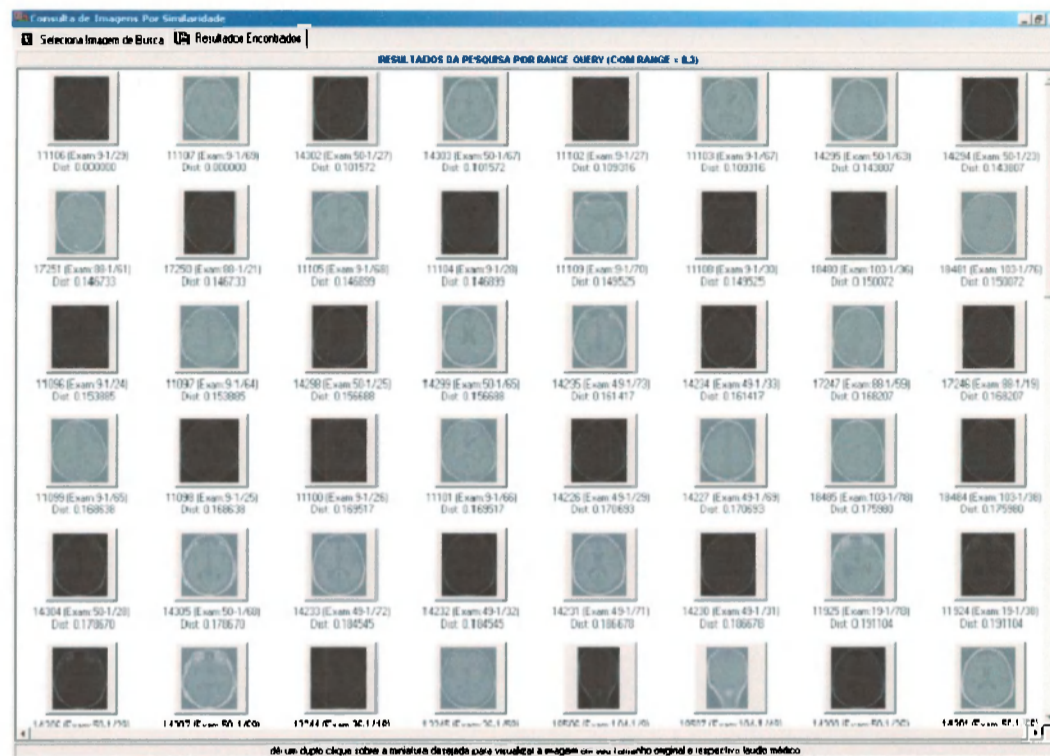 Consulta de Imagens Por Similaridade
Seleciona Imagem de Busca Resultados Encontrados
RESULTADOS DA PESQUISA POR RANGE QUERY (COM RANGE = 0.3)
11106 (Exam:9-1/29) 11107 (Exam:9-1/69) 14302 (Exam:50-1/27) 14303 (Exam:50-1/67) 11102 (Exam:9-1/27) 11103 (Exam:9-1/67) 14295 (Exam:50-1/63) 14294 (Exam:50-1/23)
Dist: 0.000000 Dist: 0.000000 Dist: 0.101572 Dist: 0.101572 Dist: 0.109316 Dist: 0.109316 Dist: 0.143807 Dist: 0.143807
17251 (Exam:88-1/61) 17250 (Exam:88-1/21) 11105 (Exam:9-1/68) 11104 (Exam:9-1/28) 11109 (Exam:9-1/70) 11108 (Exam:9-1/30) 18480 (Exam:103-1/36) 18481 (Exam:103-1/76)
Dist: 0.146733 Dist: 0.146733 Dist: 0.146899 Dist: 0.146899 Dist: 0.149525 Dist: 0.149525 Dist: 0.150072 Dist: 0.150072
11096 (Exam:9-1/24) 11097 (Exam:9-1/64) 14298 (Exam:50-1/25) 14299 (Exam:50-1/65) 14235 (Exam:49-1/73) 14234 (Exam:49-1/33) 17247 (Exam:88-1/59) 17246 (Exam:88-1/19)
Dist: 0.153885 Dist: 0.153885 Dist: 0.156688 Dist: 0.156688 Dist: 0.161417 Dist: 0.161417 Dist: 0.168207 Dist: 0.168207
11099 (Exam:9-1/65) 11098 (Exam:9-1/25) 11100 (Exam:9-1/26) 11101 (Exam:9-1/66) 14226 (Exam:49-1/29) 14227 (Exam:49-1/69) 18485 (Exam:103-1/78) 18484 (Exam:103-1/38)
Dist: 0.168638 Dist: 0.168638 Dist: 0.169517 Dist: 0.169517 Dist: 0.170693 Dist: 0.170693 Dist: 0.175980 Dist: 0.175980
14304 (Exam:50-1/28) 14305 (Exam:50-1/68) 14233 (Exam:49-1/72) 14232 (Exam:49-1/32) 14231 (Exam:49-1/71) 14230 (Exam:49-1/31) 11925 (Exam:19-1/78) 11924 (Exam:19-1/38)
Dist: 0.178670 Dist: 0.178670 Dist: 0.184545 Dist: 0.184545 Dist: 0.186678 Dist: 0.186678 Dist: 0.191104 Dist: 0.191104
dê um duplo clique sobre a miniatura desejada para visualizar a imagem em seu tamanho original e respectivo laudo médico